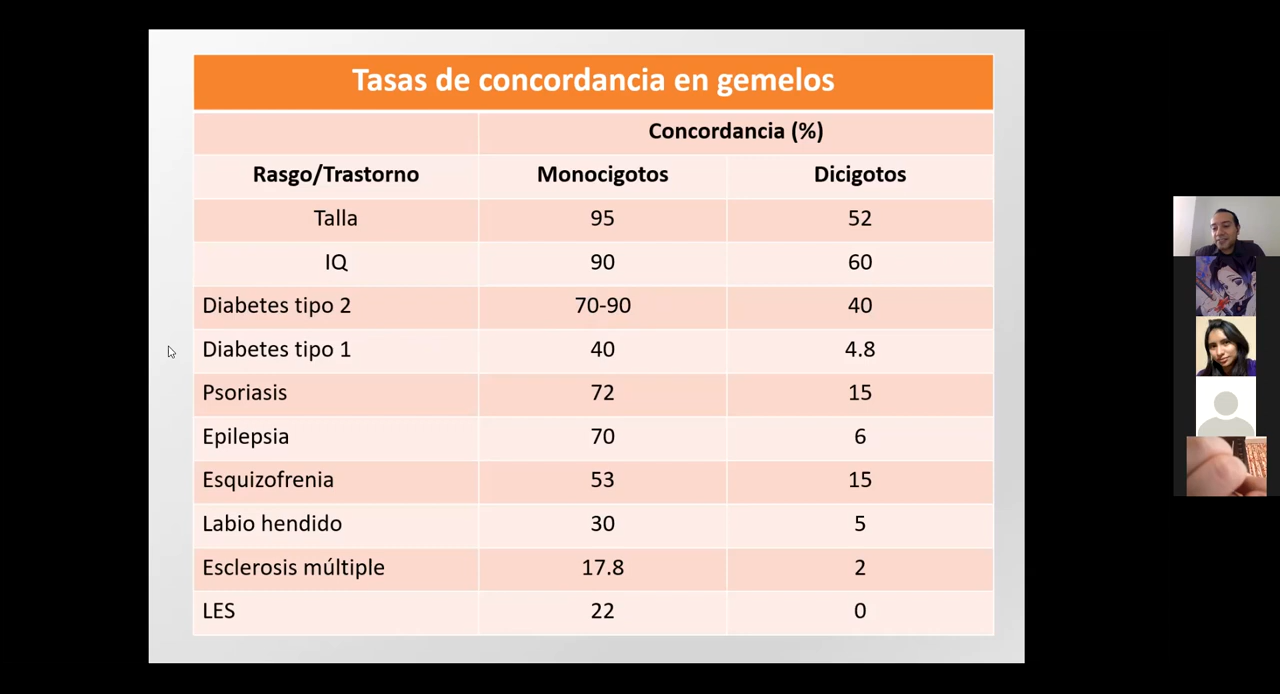 Tasas de concordancia en gemelos
Concordancia (%)
Rasgo/Trastorno Monocigotos Dicigotos
Talla 95 52
IQ 90 60
Diabetes tipo 2 70-90 40
Diabetes tipo 1 40 4.8
Psoriasis 72 15
Epilepsia 70 6
Esquizofrenia 53 15
Labio hendido 30 5
Esclerosis múltiple 17.8 2
LES 22 0